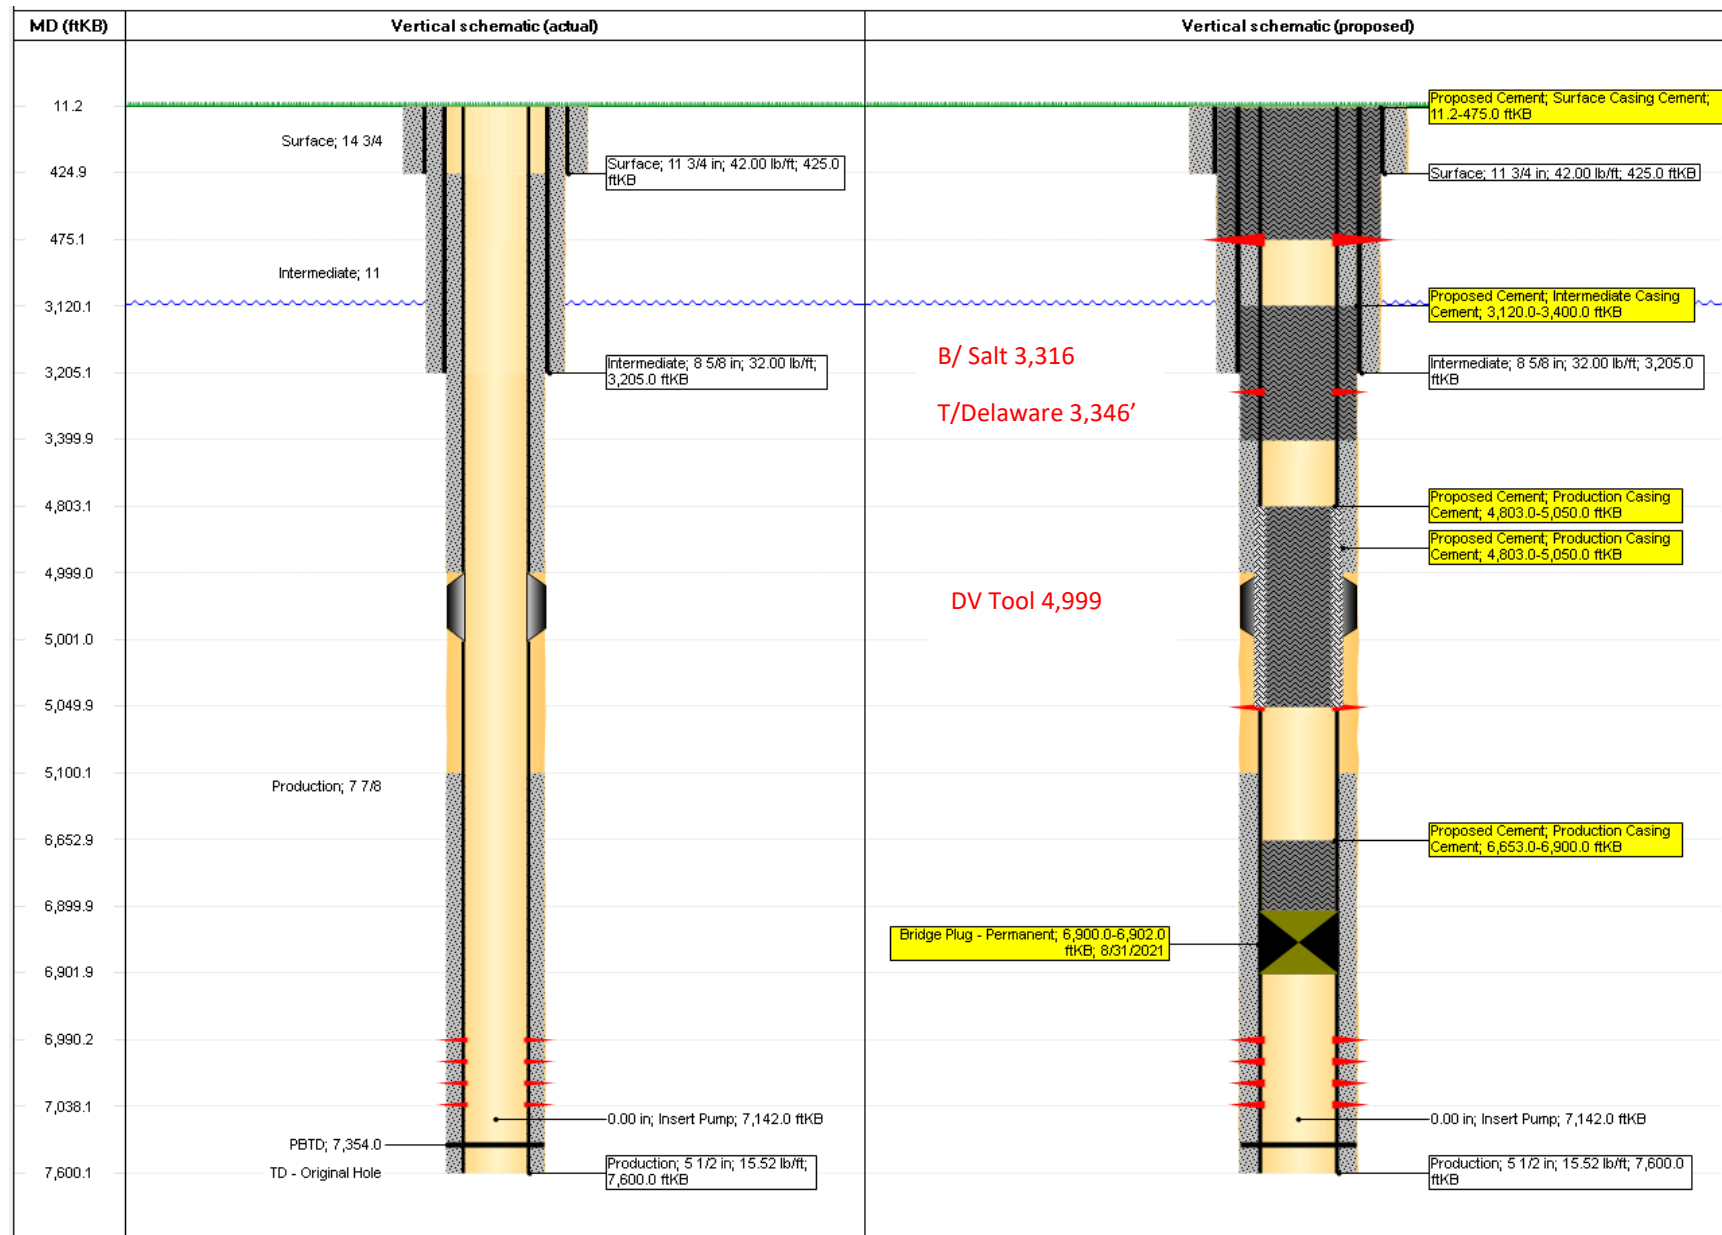 MD (ftKB)
Vertical schematic (actual)
Vertical schematic (proposed)
11.2
Proposed Cement; Surface Casing Cement;
11.2-475.0 ftKB
Surface; 14 3/4
424.9
Surface; 11 3/4 in; 42.00 lb/ft; 425.0
ftKB
Surface; 11 3/4 in; 42.00 lb/ft; 425.0 ftKB
475.1
Intermediate; 11
3,120.1
Proposed Cement; Intermediate Casing
Cement; 3,120.0-3,400.0 ftKB
B/ Salt 3,316
3,205.1
Intermediate; 8 5/8 in; 32.00 lb/ft;
3,205.0 ftKB
Intermediate; 8 5/8 in; 32.00 lb/ft; 3,205.0
ftKB
T/Delaware 3,346’
3,399.9
4,803.1
Proposed Cement; Production Casing
Cement; 4,803.0-5,050.0 ftKB
Proposed Cement; Production Casing
Cement; 4,803.0-5,050.0 ftKB
4,999.0
DV Tool 4,999
5,001.0
5,049.9
5,100.1
Production; 7 7/8
6,652.9
Proposed Cement; Production Casing
Cement; 6,653.0-6,900.0 ftKB
6,899.9
Bridge Plug - Permanent; 6,900.0-6,902.0
ftKB; 8/31/2021
6,901.9
6,990.2
7,038.1
0.00 in; Insert Pump; 7,142.0 ftKB
0.00 in; Insert Pump; 7,142.0 ftKB
PBTD; 7,354.0
7,600.1
TD - Original Hole
Production; 5 1/2 in; 15.52 lb/ft;
7,600.0 ftKB
Production; 5 1/2 in; 15.52 lb/ft; 7,600.0
ftKB